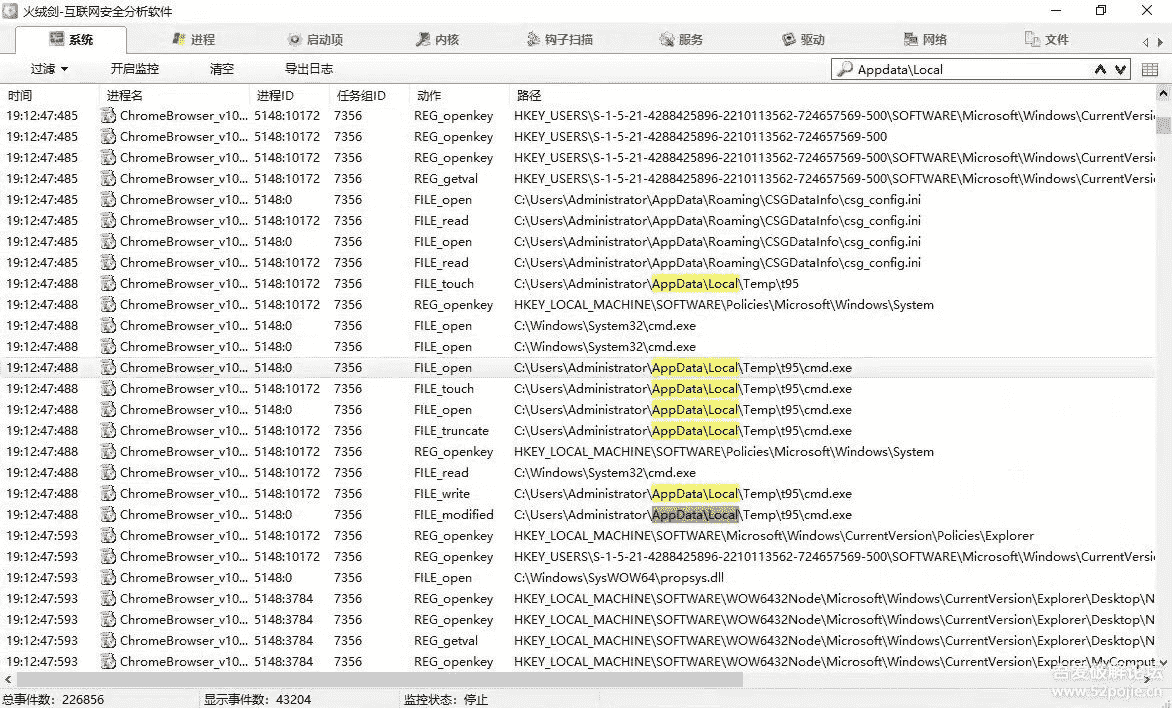 火绒剑-互联网安全分析软件
系统 进程 启动项 内核 钩子扫描 服务 驱动 网络 文件
过滤 开启监控 清空 导出日志 Appdata\Local
时间 进程名 进程ID 任务组ID 动作 路径
19:12:47:485 ChromeBrowser_v10... 5148:10172 7356 REG_openkey HKEY_USERS\S-1-5-21-4288425896-2210113562-724657569-500\SOFTWARE\Microsoft\Windows\CurrentVersi
19:12:47:485 ChromeBrowser_v10... 5148:10172 7356 REG_openkey HKEY_USERS\S-1-5-21-4288425896-2210113562-724657569-500
19:12:47:485 ChromeBrowser_v10... 5148:10172 7356 REG_openkey HKEY_USERS\S-1-5-21-4288425896-2210113562-724657569-500\SOFTWARE\Microsoft\Windows\CurrentVersi
19:12:47:485 ChromeBrowser_v10... 5148:10172 7356 REG_getval HKEY_USERS\S-1-5-21-4288425896-2210113562-724657569-500\SOFTWARE\Microsoft\Windows\CurrentVersi
19:12:47:485 ChromeBrowser_v10... 5148:0 7356 FILE_open C:\Users\Administrator\AppData\Roaming\CSGDataInfo\csg_config.ini
19:12:47:485 ChromeBrowser_v10... 5148:10172 7356 FILE_read C:\Users\Administrator\AppData\Roaming\CSGDataInfo\csg_config.ini
19:12:47:485 ChromeBrowser_v10... 5148:0 7356 FILE_open C:\Users\Administrator\AppData\Roaming\CSGDataInfo\csg_config.ini
19:12:47:485 ChromeBrowser_v10... 5148:10172 7356 FILE_read C:\Users\Administrator\AppData\Roaming\CSGDataInfo\csg_config.ini
19:12:47:488 ChromeBrowser_v10... 5148:10172 7356 FILE_touch C:\Users\Administrator\AppData\Local\Temp\t95
19:12:47:488 ChromeBrowser_v10... 5148:10172 7356 REG_openkey HKEY_LOCAL_MACHINE\SOFTWARE\Policies\Microsoft\Windows\System
19:12:47:488 ChromeBrowser_v10... 5148:0 7356 FILE_open C:\Windows\System32\cmd.exe
19:12:47:488 ChromeBrowser_v10... 5148:0 7356 FILE_open C:\Windows\System32\cmd.exe
19:12:47:488 ChromeBrowser_v10... 5148:0 7356 FILE_open C:\Users\Administrator\AppData\Local\Temp\t95\cmd.exe
19:12:47:488 ChromeBrowser_v10... 5148:10172 7356 FILE_touch C:\Users\Administrator\AppData\Local\Temp\t95\cmd.exe
19:12:47:488 ChromeBrowser_v10... 5148:0 7356 FILE_open C:\Users\Administrator\AppData\Local\Temp\t95\cmd.exe
19:12:47:488 ChromeBrowser_v10... 5148:10172 7356 FILE_truncate C:\Users\Administrator\AppData\Local\Temp\t95\cmd.exe
19:12:47:488 ChromeBrowser_v10... 5148:10172 7356 REG_openkey HKEY_LOCAL_MACHINE\SOFTWARE\Policies\Microsoft\Windows\System
19:12:47:488 ChromeBrowser_v10... 5148:10172 7356 FILE_read C:\Windows\System32\cmd.exe
19:12:47:488 ChromeBrowser_v10... 5148:10172 7356 FILE_write C:\Users\Administrator\AppData\Local\Temp\t95\cmd.exe
19:12:47:488 ChromeBrowser_v10... 5148:0 7356 FILE_modified C:\Users\Administrator\AppData\Local\Temp\t95\cmd.exe
19:12:47:593 ChromeBrowser_v10... 5148:10172 7356 REG_openkey HKEY_LOCAL_MACHINE\SOFTWARE\Microsoft\Windows\CurrentVersion\Policies\Explorer
19:12:47:593 ChromeBrowser_v10... 5148:10172 7356 REG_openkey HKEY_USERS\S-1-5-21-4288425896-2210113562-724657569-500\SOFTWARE\Microsoft\Windows\CurrentVersi
19:12:47:593 ChromeBrowser_v10... 5148:0 7356 FILE_open C:\Windows\SysWOW64\propsys.dll
19:12:47:593 ChromeBrowser_v10... 5148:3784 7356 REG_openkey HKEY_LOCAL_MACHINE\SOFTWARE\WOW6432Node\Microsoft\Windows\CurrentVersion\Explorer\Desktop\N
19:12:47:593 ChromeBrowser_v10... 5148:3784 7356 REG_openkey HKEY_LOCAL_MACHINE\SOFTWARE\WOW6432Node\Microsoft\Windows\CurrentVersion\Explorer\Desktop\N
19:12:47:593 ChromeBrowser_v10... 5148:3784 7356 REG_getval HKEY_LOCAL_MACHINE\SOFTWARE\WOW6432Node\Microsoft\Windows\CurrentVersion\Explorer\Desktop\N
19:12:47:593 ChromeBrowser_v10... 5148:3784 7356 REG_openkey HKEY_LOCAL_MACHINE\SOFTWARE\WOW6432Node\Microsoft\Windows\CurrentVersion\Explorer\MyComput
吾爱破解论坛
总事件数: 226856 显示事件数: 43204 监控状态: 停止
www.52pojie.cn